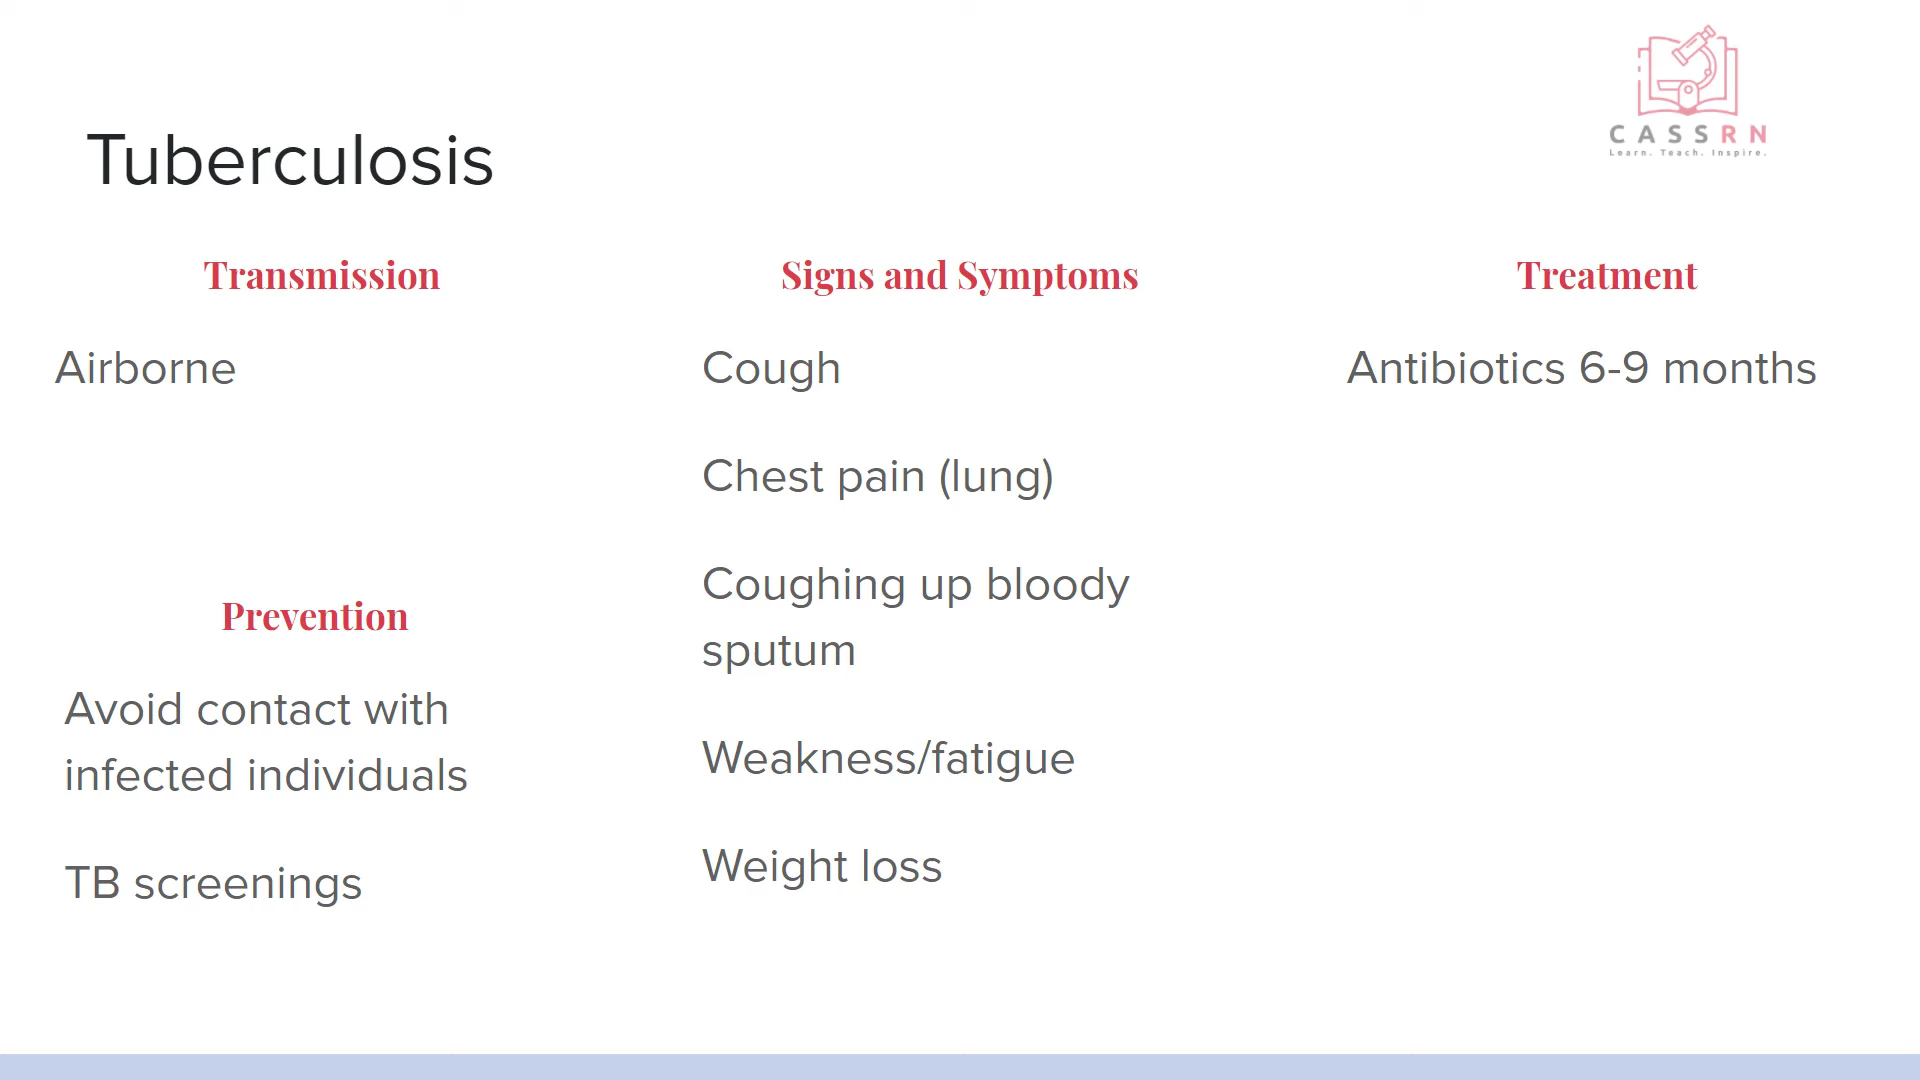 CASSRN
Learn. Teach. Inspire.
Tuberculosis
Transmission
Airborne
Prevention
Avoid contact with
infected individuals
TB screenings
Signs and Symptoms
Cough
Chest pain (lung)
Coughing up bloody
sputum
Weakness/fatigue
Weight loss
Treatment
Antibiotics 6-9 months